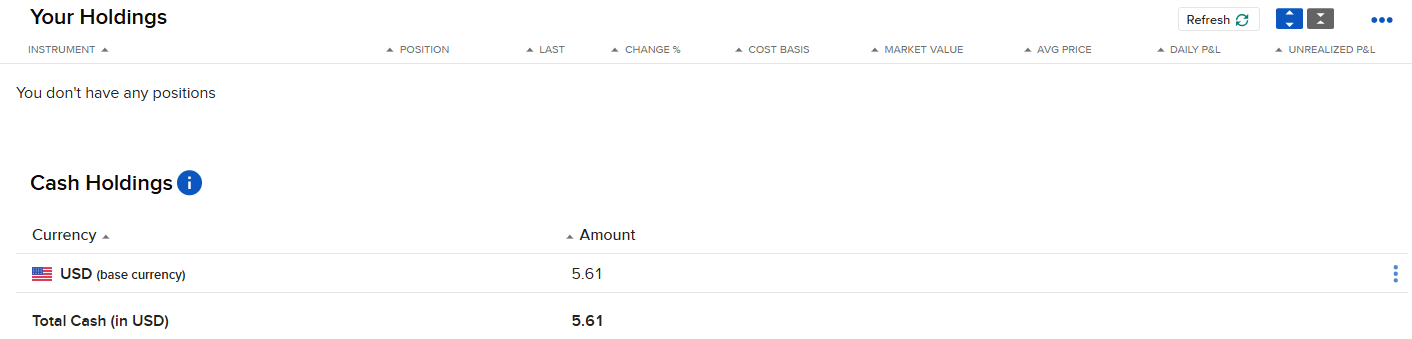 Your Holdings
Refresh
INSTRUMENT POSITION LAST CHANGE % COST BASIS MARKET VALUE AVG PRICE DAILY P&L UNREALIZED P&L
You don't have any positions
Cash Holdings i
Currency Amount
USD (base currency) 5.61
Total Cash (in USD) 5.61